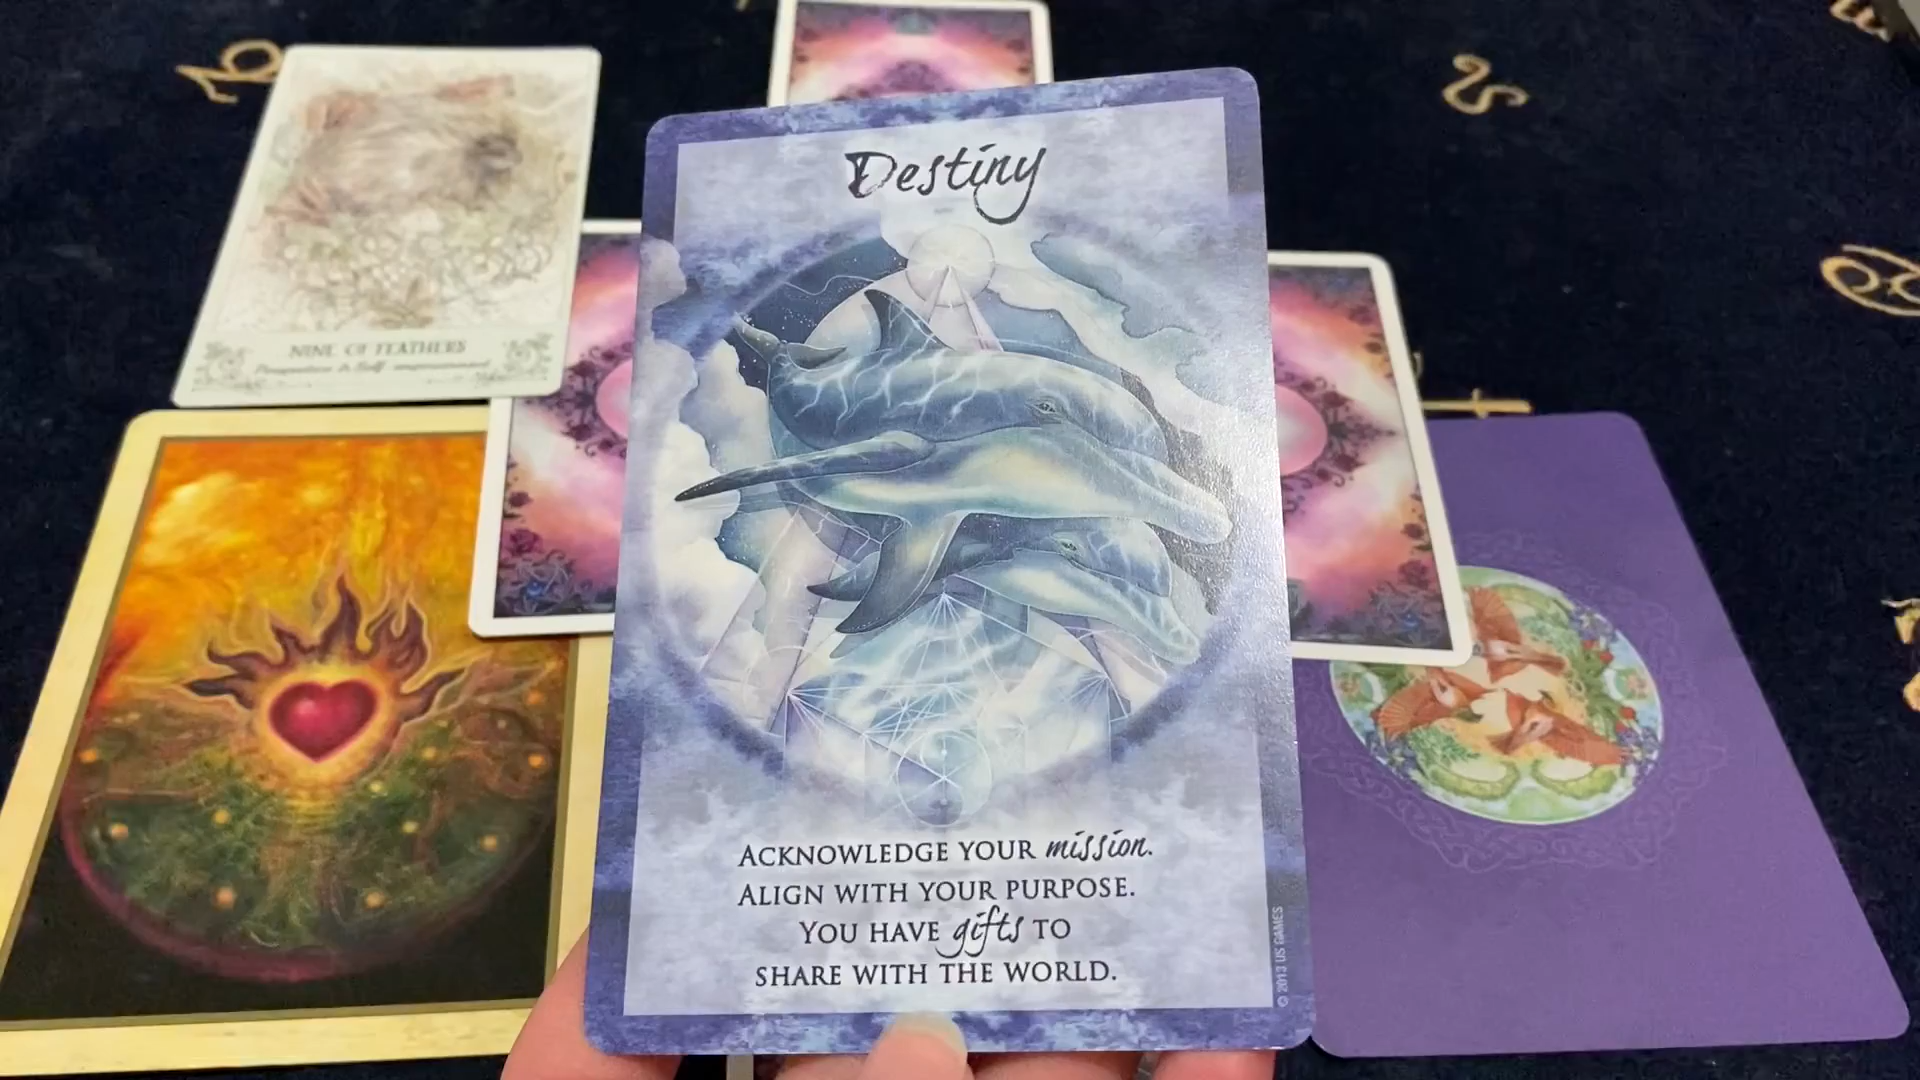 Destiny
ACKNOWLEDGE YOUR mission.
ALIGN WITH YOUR PURPOSE.
YOU HAVE gifts TO
SHARE WITH THE WORLD.
© 2013 US GAMES
NINE OF FEATHERS